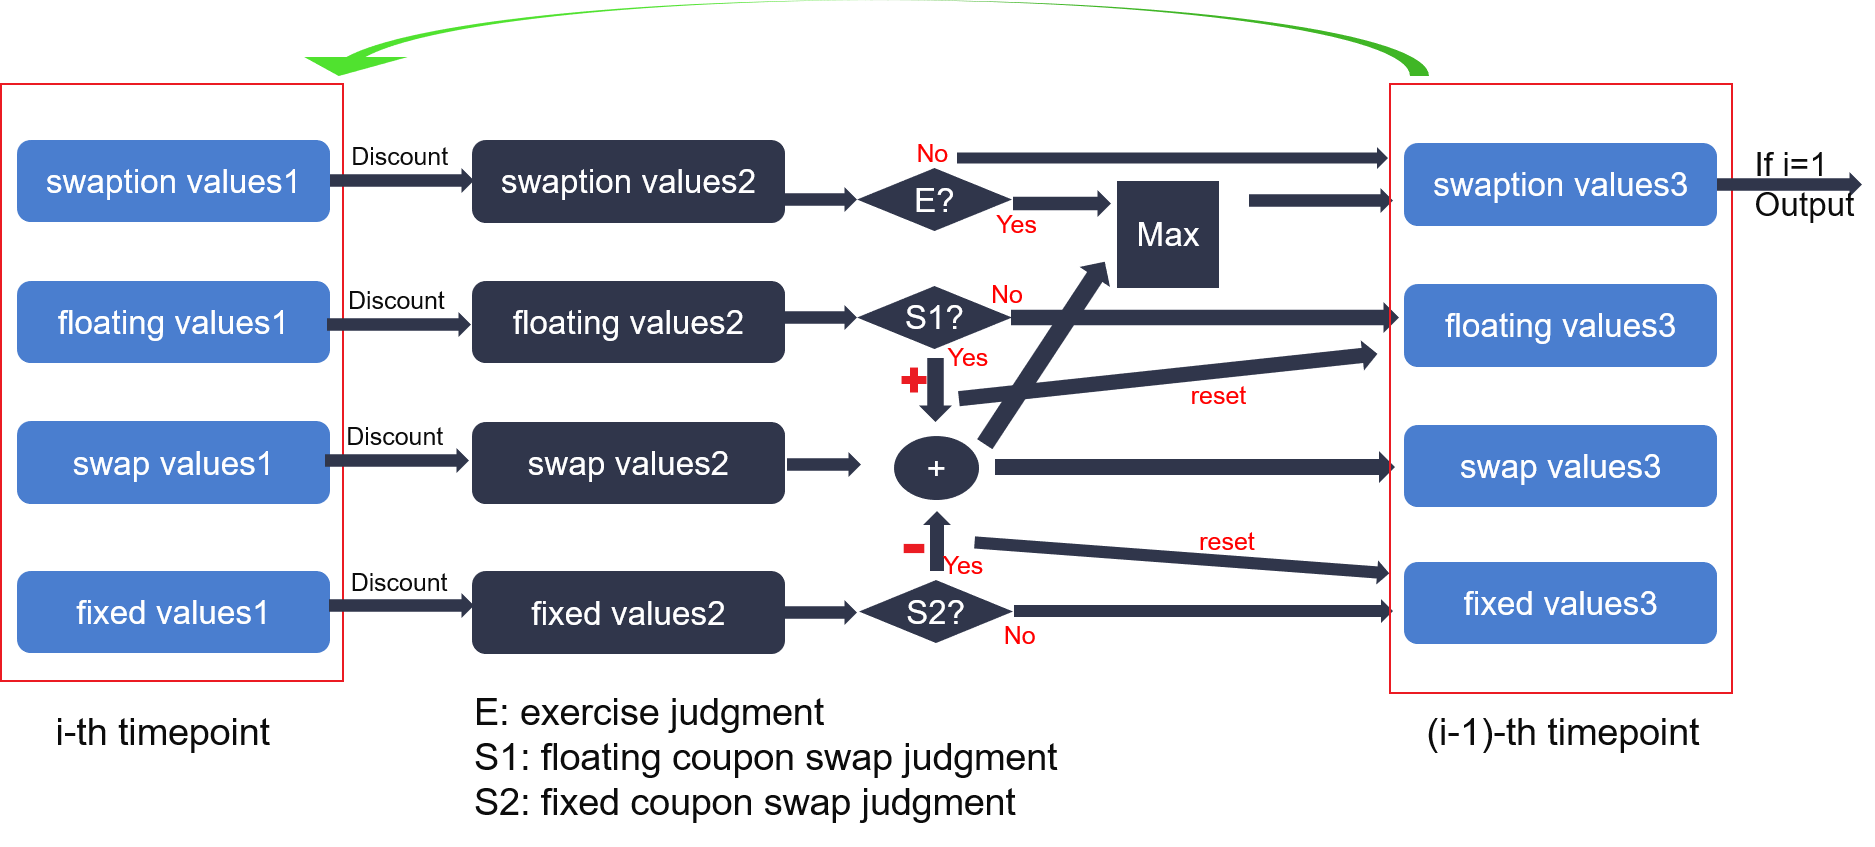 swaption values1
Discount
swaption values2
No
E?
Yes
Max
swaption values3
If i=1
Output
floating values1
Discount
floating values2
S1?
No
Yes
+
reset
floating values3
swap values1
Discount
swap values2
+
swap values3
-
Yes
reset
fixed values1
Discount
fixed values2
S2?
No
fixed values3
i-th timepoint
(i-1)-th timepoint
E: exercise judgment
S1: floating coupon swap judgment
S2: fixed coupon swap judgment